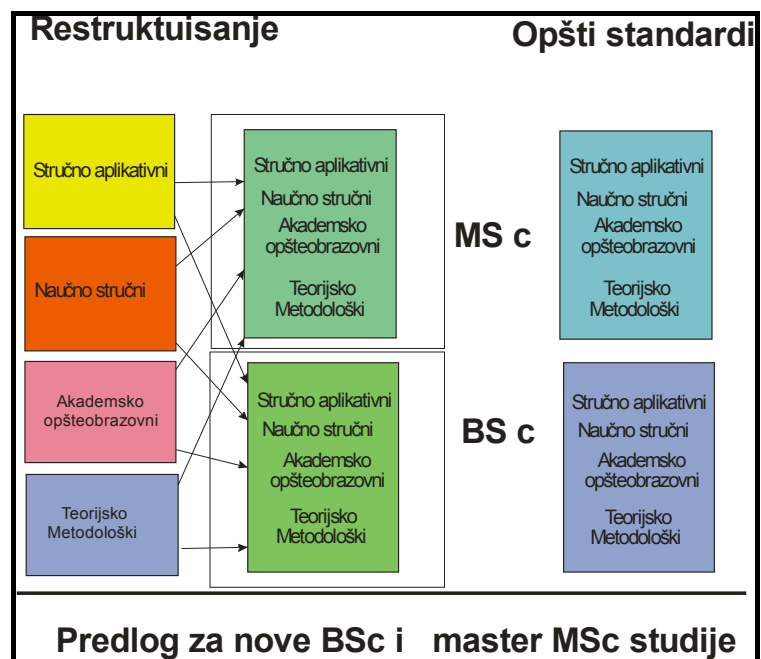 Restruktuisanje
Opšti standardi
Stručno aplikativni
Naučno stručni
Akademsko
opšteobrazovni
Teorijsko
Metodološki
Stručno aplikativni
Naučno stručni
Akademsko
opšteobrazovni
Teorijsko
Metodološki
MS c
Stručno aplikativni
Naučno stručni
Akademsko
opšteobrazovni
Teorijsko
Metodološki
Stručno aplikativni
Naučno stručni
Akademsko
opšteobrazovni
Teorijsko
Metodološki
BS c
Stručno aplikativni
Naučno stručni
Akademsko
opšteobrazovni
Teorijsko
Metodološki
Predlog za nove BSc i master MSc studije